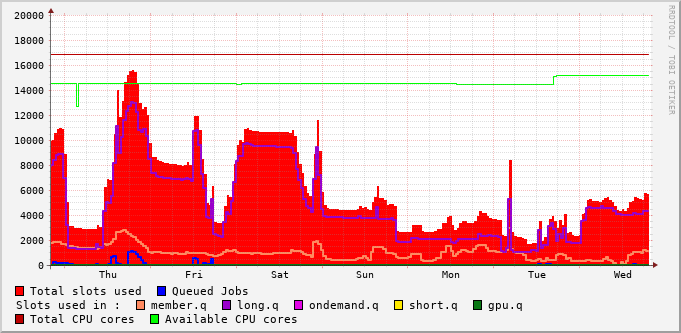 20000
18000
16000
14000
12000
10000
8000
6000
4000
2000
0
Thu Fri Sat Sun Mon Tue Wed
RRDTOOL / TOBI OETIKER
Total slots used Queued Jobs
Slots used in : member.q long.q ondemand.q short.q gpu.q
Total CPU cores Available CPU cores